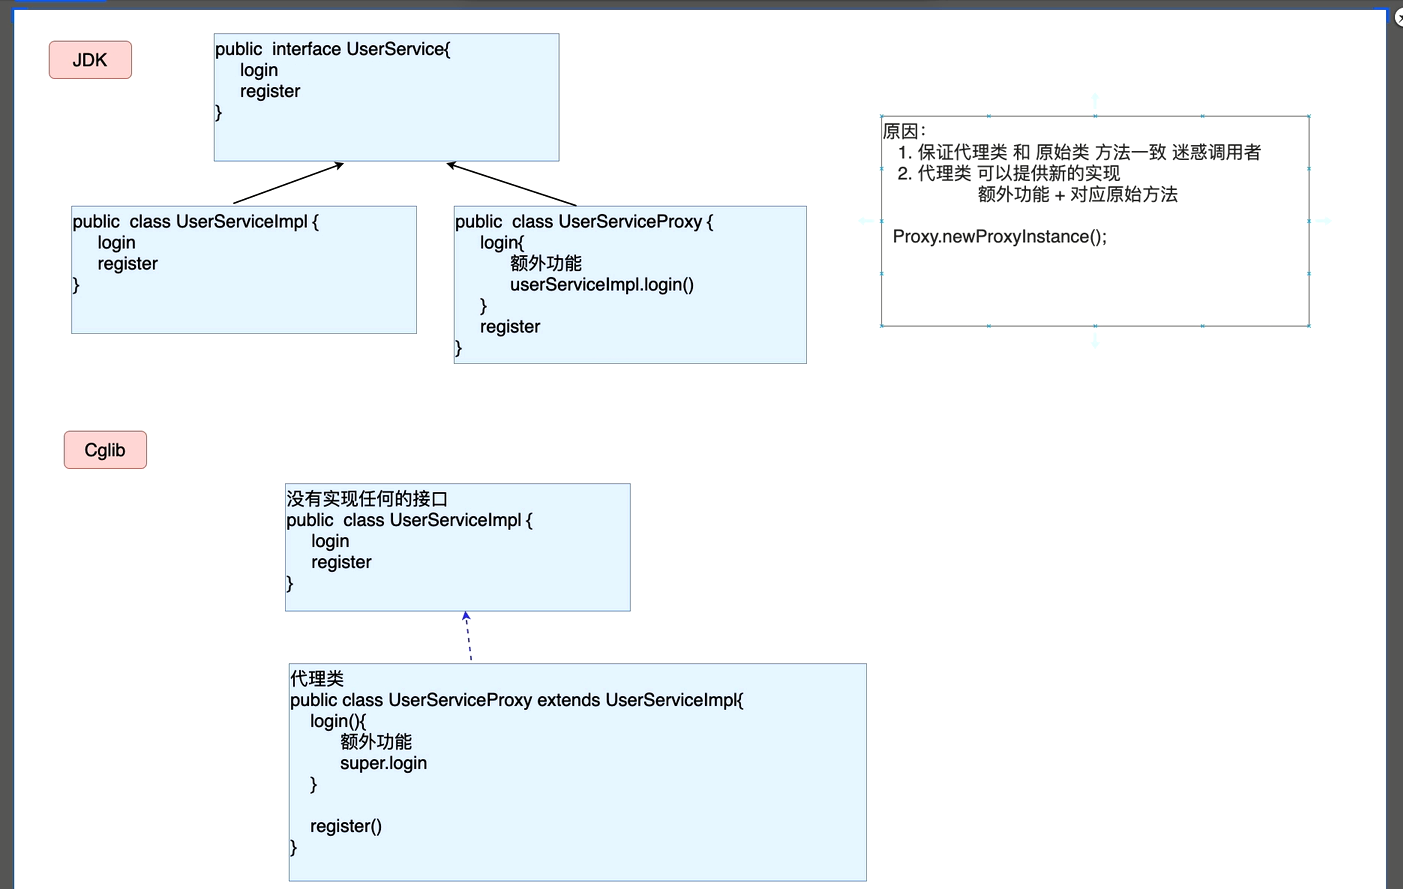 JDK
public  interface UserService{
login
register
}
public  class UserServiceImpl {
login
register
}
public  class UserServiceProxy {
login{
额外功能
userServiceImpl.login()
}
register
}
原因：
1. 保证代理类 和 原始类 方法一致 迷惑调用者
2. 代理类 可以提供新的实现
额外功能 + 对应原始方法
Proxy.newProxyInstance();
Cglib
没有实现任何的接口
public  class UserServiceImpl {
login
register
}
代理类
public class UserServiceProxy extends UserServiceImpl{
login(){
额外功能
super.login
}
register()
}